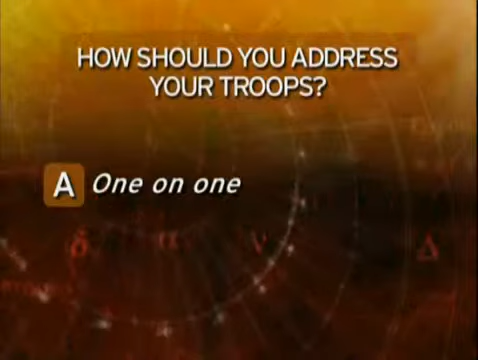 HOW SHOULD YOU ADDRESS
YOUR TROOPS?
A One on one
δ
Δ